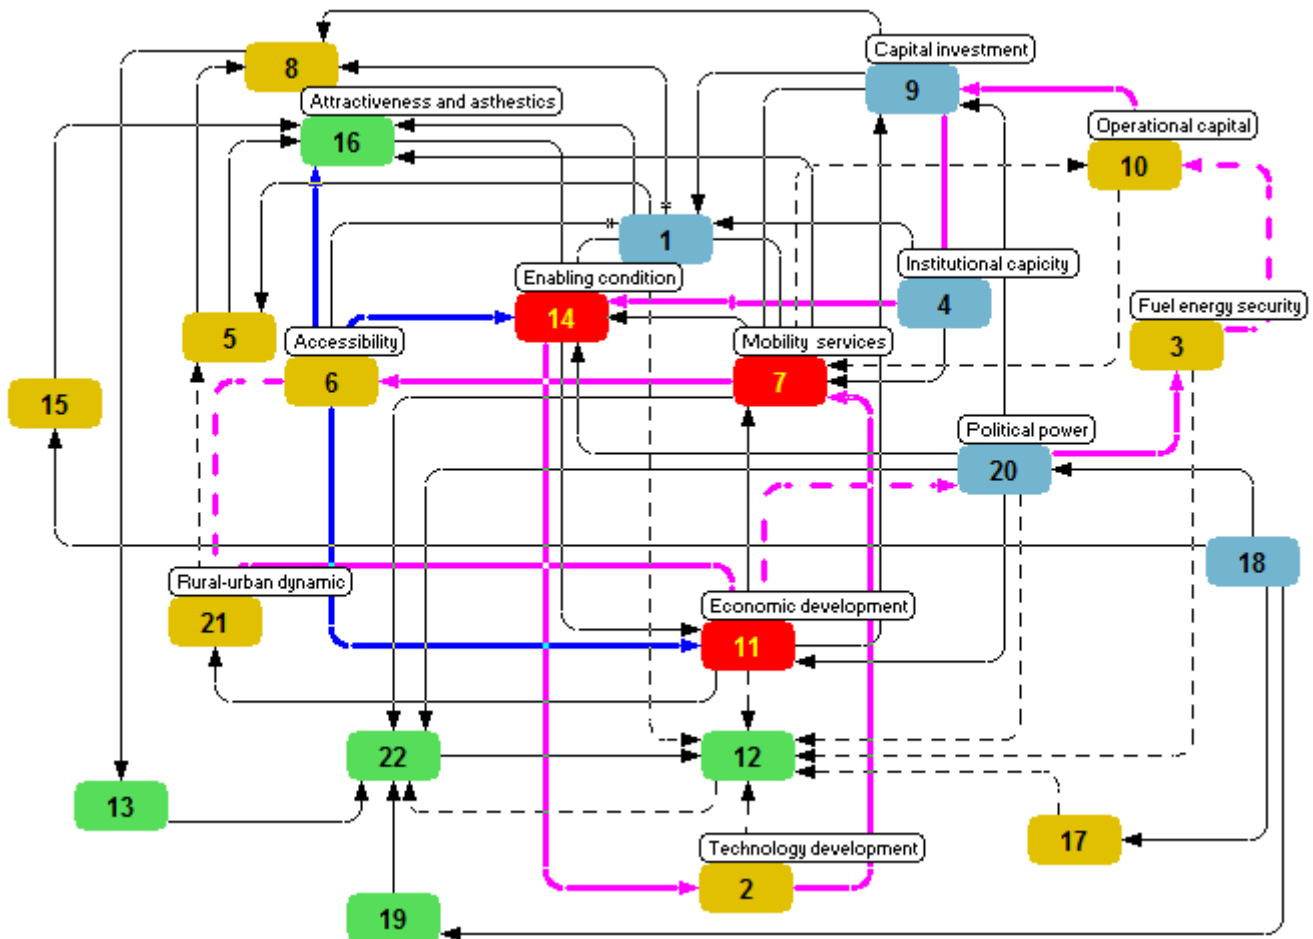 Capital investment
8
9
Attractiveness and asthestics
Operational capital
16
10
1
Institutional capicity
Enabling condition
4
14
Fuel energy security
5
Accessibility
Mobility services
3
6
7
15
Political power
20
18
Rural-urban dynamic
Economic development
21
11
22
12
13
17
Technology development
2
19